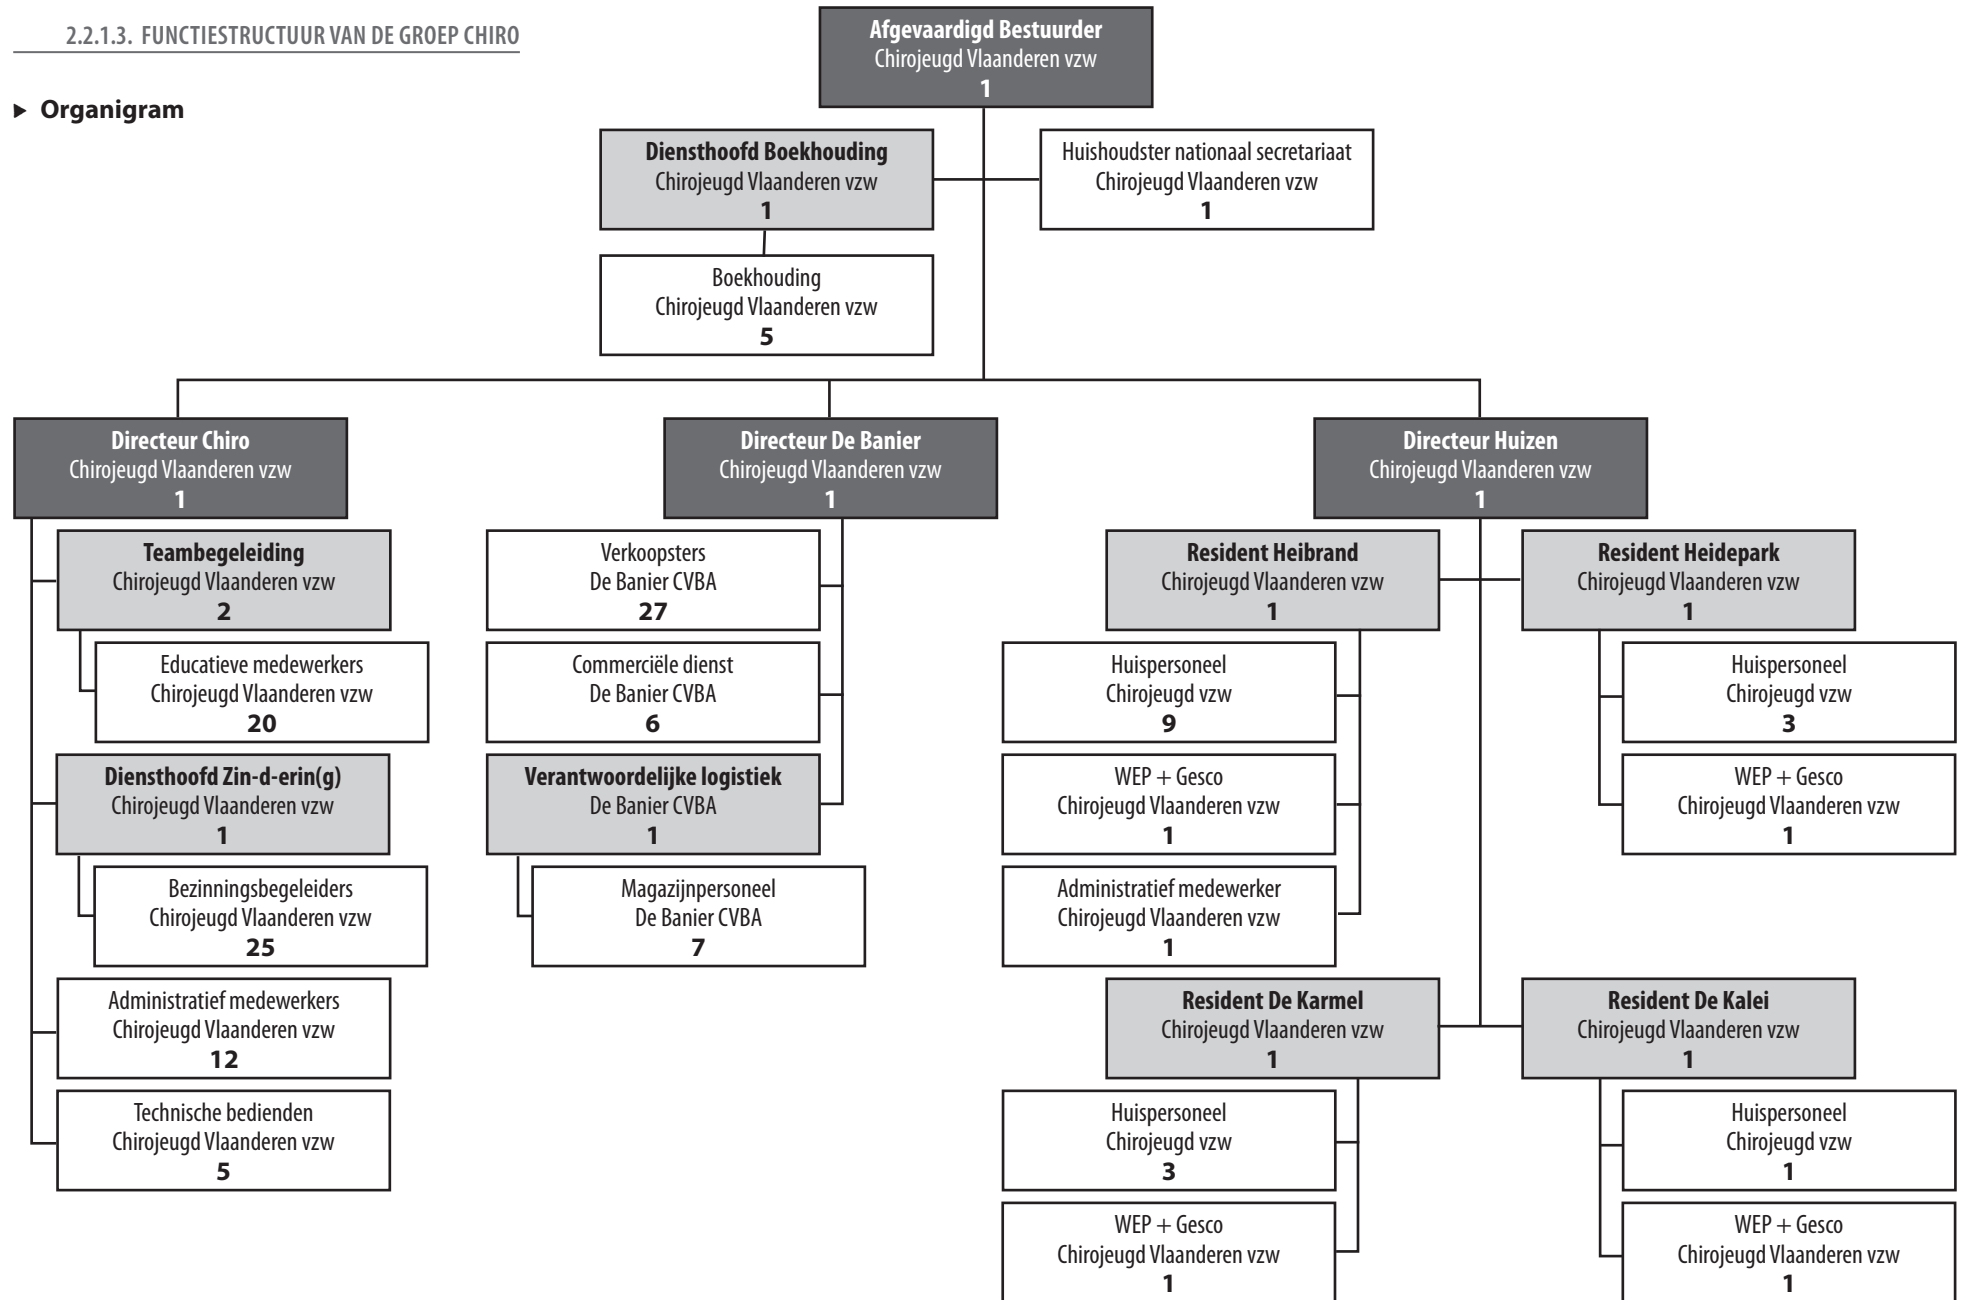 2.2.1.3. FUNCTIESTRUCTUUR VAN DE GROEP CHIRO
▶ Organigram
Afgevaardigd Bestuurder
Chirojeugd Vlaanderen vzw
1
Diensthoofd Boekhouding
Chirojeugd Vlaanderen vzw
1
Huishoudster nationaal secretariaat
Chirojeugd Vlaanderen vzw
1
Boekhouding
Chirojeugd Vlaanderen vzw
5
Directeur Chiro
Chirojeugd Vlaanderen vzw
1
Teambegeleiding
Chirojeugd Vlaanderen vzw
2
Educatieve medewerkers
Chirojeugd Vlaanderen vzw
20
Diensthoofd Zin-d-erin(g)
Chirojeugd Vlaanderen vzw
1
Bezinningsbegeleiders
Chirojeugd Vlaanderen vzw
25
Administratief medewerkers
Chirojeugd Vlaanderen vzw
12
Technische bedienden
Chirojeugd Vlaanderen vzw
5
Directeur De Banier
Chirojeugd Vlaanderen vzw
1
Verkoopsters
De Banier CVBA
27
Commerciële dienst
De Banier CVBA
6
Verantwoordelijke logistiek
De Banier CVBA
1
Magazijnpersoneel
De Banier CVBA
7
Directeur Huizen
Chirojeugd Vlaanderen vzw
1
Resident Heibrand
Chirojeugd Vlaanderen vzw
1
Huispersoneel
Chirojeugd vzw
9
WEP + Gesco
Chirojeugd Vlaanderen vzw
1
Administratief medewerker
Chirojeugd Vlaanderen vzw
1
Resident Heidepark
Chirojeugd Vlaanderen vzw
1
Huispersoneel
Chirojeugd vzw
3
WEP + Gesco
Chirojeugd Vlaanderen vzw
1
Resident De Karmel
Chirojeugd Vlaanderen vzw
1
Huispersoneel
Chirojeugd vzw
3
WEP + Gesco
Chirojeugd Vlaanderen vzw
1
Resident De Kalei
Chirojeugd Vlaanderen vzw
1
Huispersoneel
Chirojeugd vzw
1
WEP + Gesco
Chirojeugd Vlaanderen vzw
1